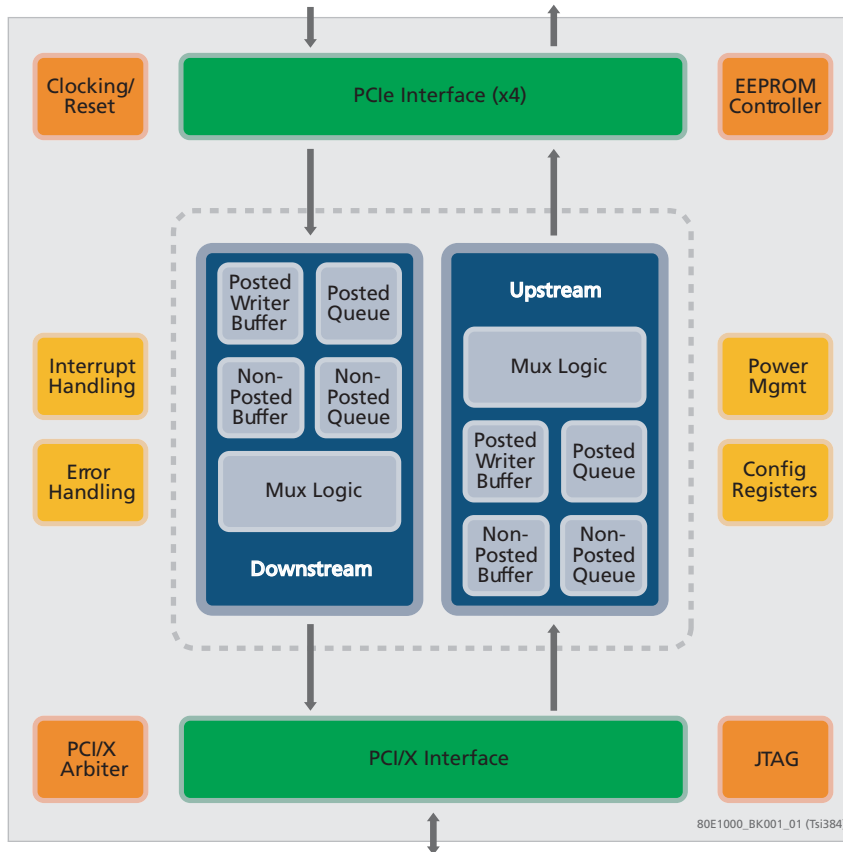 Clocking/
Reset
PCIe Interface (x4)
EEPROM
Controller
Posted
Writer
Buffer
Posted
Queue
Non-
Posted
Buffer
Non-
Posted
Queue
Mux Logic
Downstream
Upstream
Mux Logic
Posted
Writer
Buffer
Posted
Queue
Non-
Posted
Buffer
Non-
Posted
Queue
Interrupt
Handling
Error
Handling
Power
Mgmt
Config
Registers
PCI/X
Arbiter
PCI/X Interface
JTAG
80E1000_BK001_01 (Tsi384)